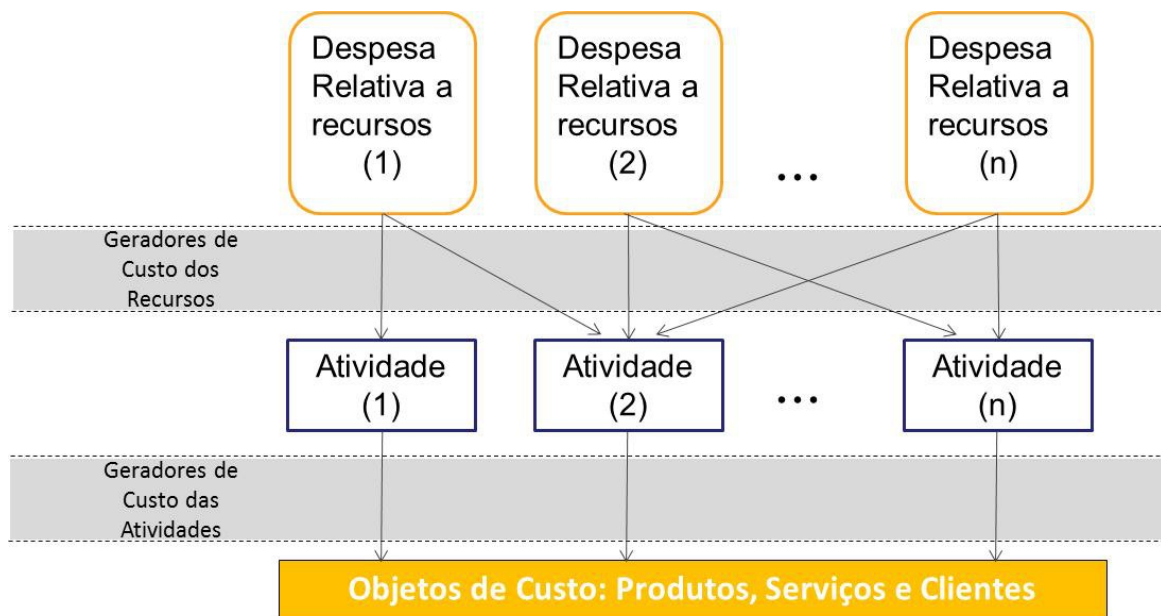 Despesa
Relativa a
recursos
(1)
Despesa
Relativa a
recursos
(2)
...
Despesa
Relativa a
recursos
(n)
Geradores de
Custo dos
Recursos
Atividade
(1)
Atividade
(2)
...
Atividade
(n)
Geradores de
Custo das
Atividades
Objetos de Custo: Produtos, Serviços e Clientes